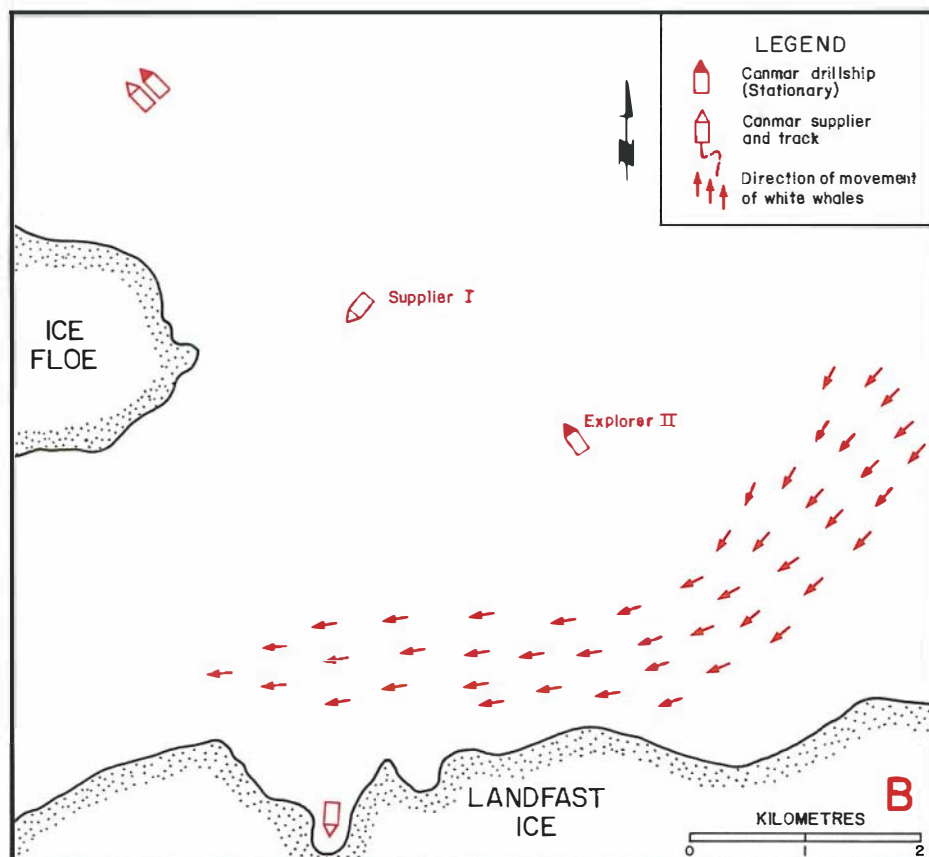 LEGEND
Canmar drillship
(Stationary)
Canmar supplier
and track
Direction of movement
of white whales
ICE
FLOE
Supplier I
Explorer II
LANDFAST
ICE
B
KILOMETRES
0 2